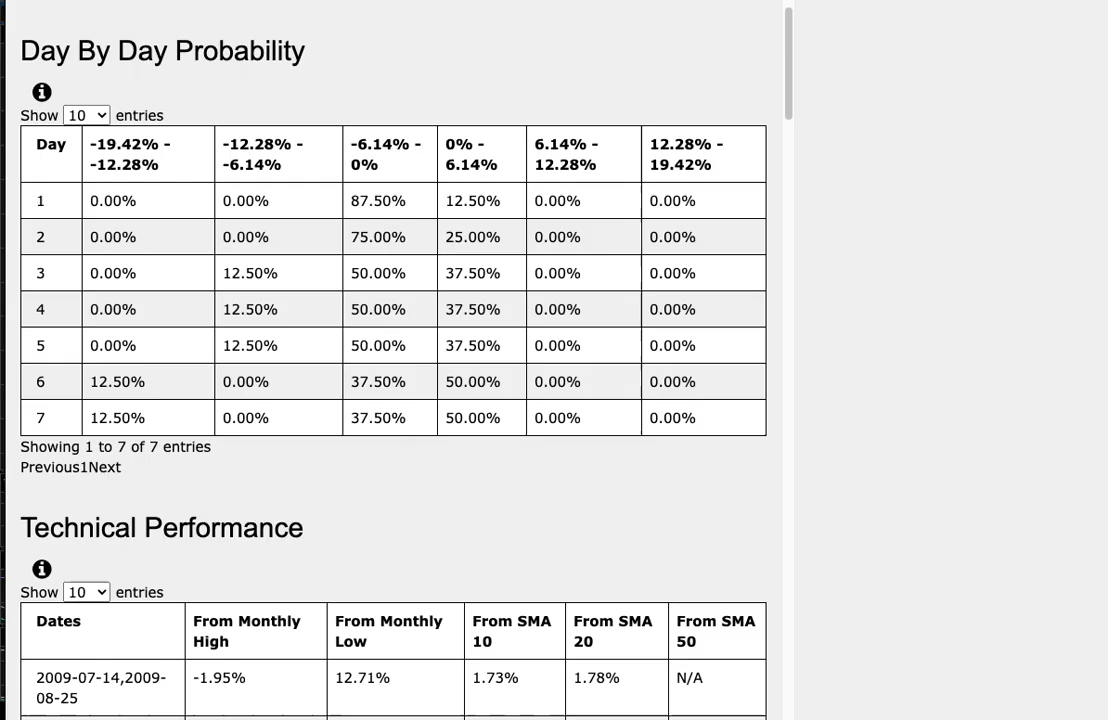 Day By Day Probability
Show 10 entries
Day -19.42% - -12.28% - -6.14% - 0% - 6.14% - 12.28% -
-12.28% -6.14% 0% 6.14% 12.28% 19.42%
1 0.00% 0.00% 87.50% 12.50% 0.00% 0.00%
2 0.00% 0.00% 75.00% 25.00% 0.00% 0.00%
3 0.00% 12.50% 50.00% 37.50% 0.00% 0.00%
4 0.00% 12.50% 50.00% 37.50% 0.00% 0.00%
5 0.00% 12.50% 50.00% 37.50% 0.00% 0.00%
6 12.50% 0.00% 37.50% 50.00% 0.00% 0.00%
7 12.50% 0.00% 37.50% 50.00% 0.00% 0.00%
Showing 1 to 7 of 7 entries
Previous1Next
Technical Performance
Show 10 entries
Dates From Monthly From Monthly From SMA From SMA From SMA
High Low 10 20 50
2009-07-14,2009- -1.95% 12.71% 1.73% 1.78% N/A
08-25